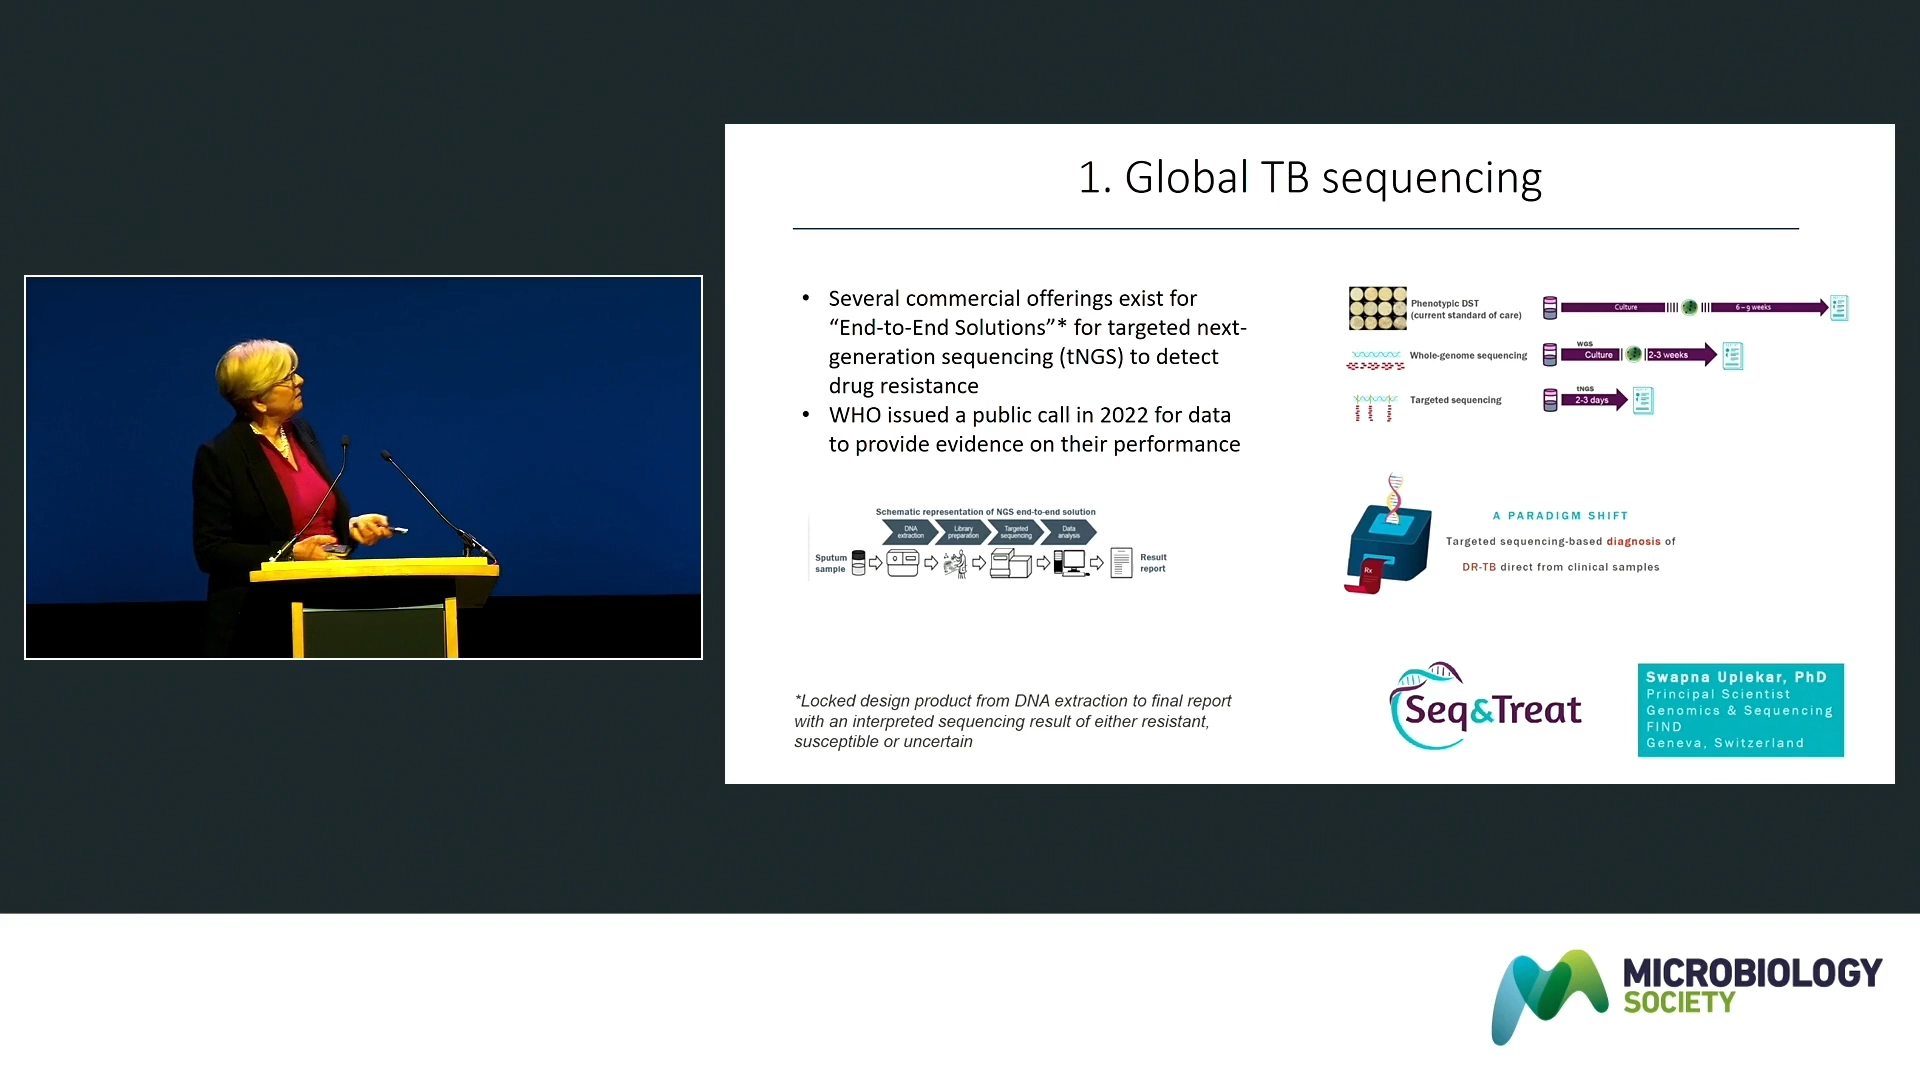 1. Global TB sequencing
• Several commercial offerings exist for
“End-to-End Solutions”* for targeted next-
generation sequencing (tNGS) to detect
drug resistance
• WHO issued a public call in 2022 for data
to provide evidence on their performance
Schematic representation of NGS end-to-end solution
DNA
extraction
Library
preparation
Targeted
sequencing
Data
analysis
Sputum
sample
Result
report
*Locked design product from DNA extraction to final report
with an interpreted sequencing result of either resistant,
susceptible or uncertain
Phenotypic DST
(current standard of care)
Culture
6 – 9 weeks
Whole-genome sequencing
WGS
Culture
2-3 weeks
Targeted sequencing
tNGS
2-3 days
Rx
A PARADIGM SHIFT
Targeted sequencing-based diagnosis of
DR-TB direct from clinical samples
Seq&Treat
Swapna Uplekar, PhD
Principal Scientist
Genomics & Sequencing
FIND
Geneva, Switzerland
MICROBIOLOGY
SOCIETY